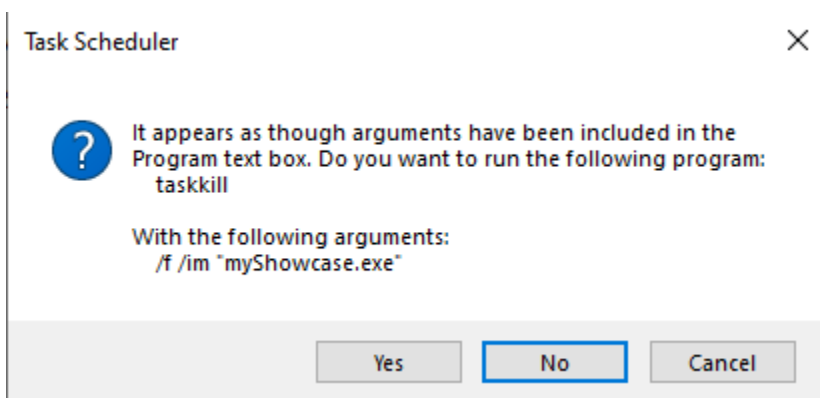 Task Scheduler
It appears as though arguments have been included in the
Program text box. Do you want to run the following program:
taskkill
With the following arguments:
/f /im "myShowcase.exe"
Yes No Cancel